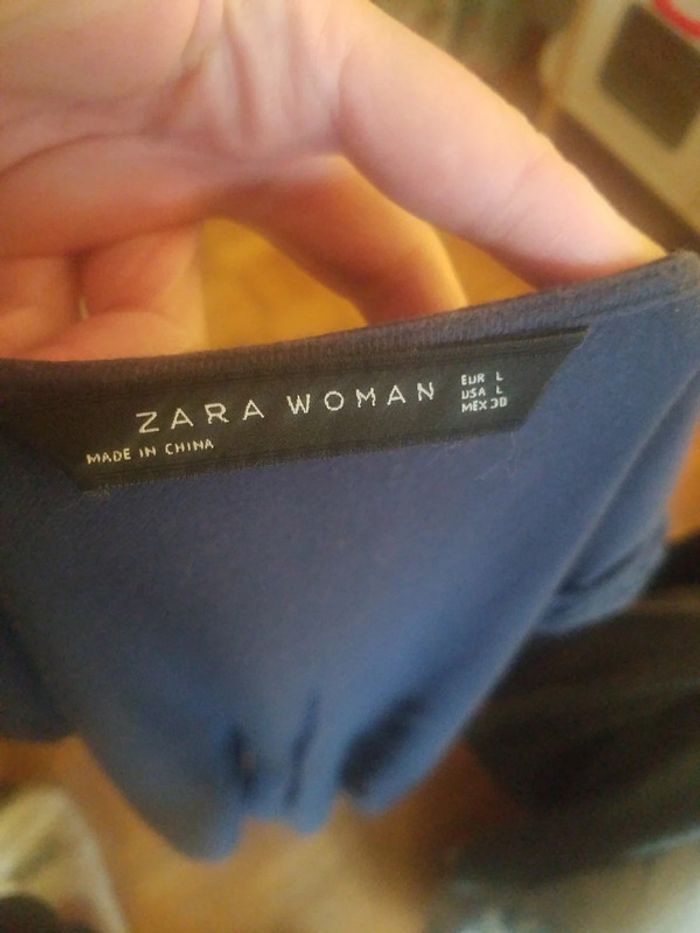 ZARA WOMAN
EUR L
USA L
MEX 30
MADE IN CHINA